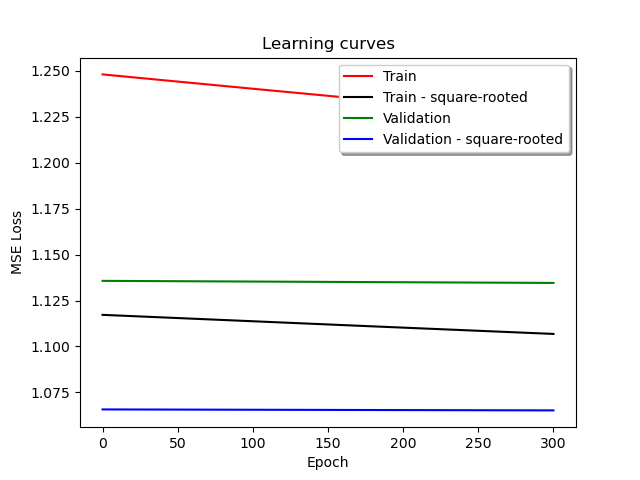 Learning curves
Train
Train - square-rooted
Validation
Validation - square-rooted
MSE Loss
1.250
1.225
1.200
1.175
1.150
1.125
1.100
1.075
0 50 100 150 200 250 300
Epoch